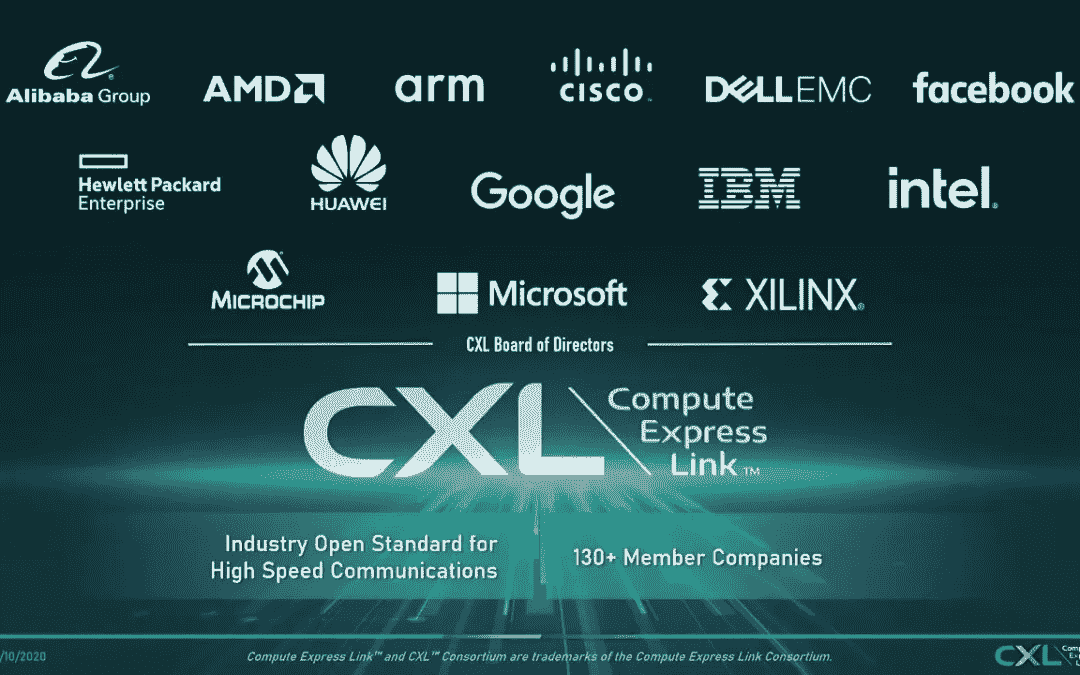 Alibaba Group
AMD
arm
CISCO
DELLEMC
facebook
Hewlett Packard
Enterprise
HUAWEI
Google
IBM
intel®
MICROCHIP
Microsoft
XILINX®
CXL Board of Directors
CXL
Compute
Express
Link™
Industry Open Standard for
High Speed Communications
130+ Member Companies
/10/2020
Compute Express Link™ and CXL™ Consortium are trademarks of the Compute Express Link Consortium.
CXL